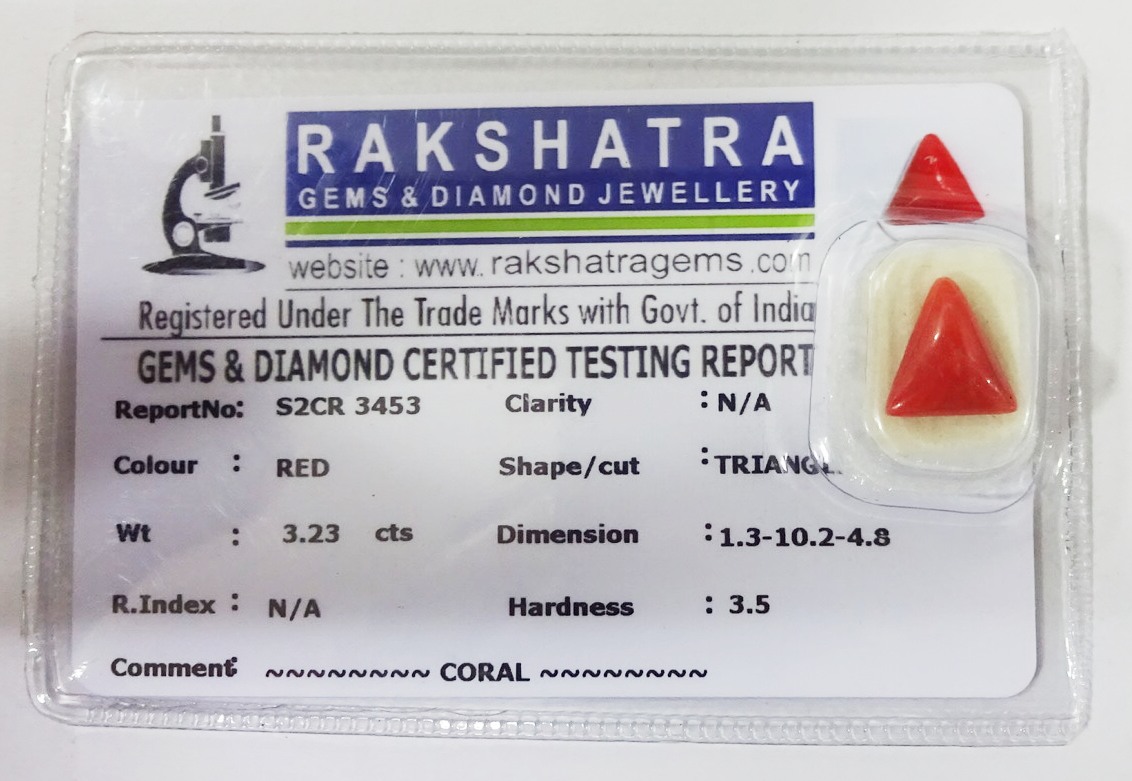 RAKSHATRA
GEMS & DIAMOND JEWELLERY
website : www.rakshatragems.com
Registered Under The Trade Marks with Govt. of India
GEMS & DIAMOND CERTIFIED TESTING REPORT
ReportNo: S2CR 3453 Clarity : N/A
Colour : RED Shape/cut :
Wt : 3.23 cts Dimension : 1.3-10.2-4.8
R.Index : N/A Hardness : 3.5
Comment: ~~~~~~~~ CORAL ~~~~~~~~